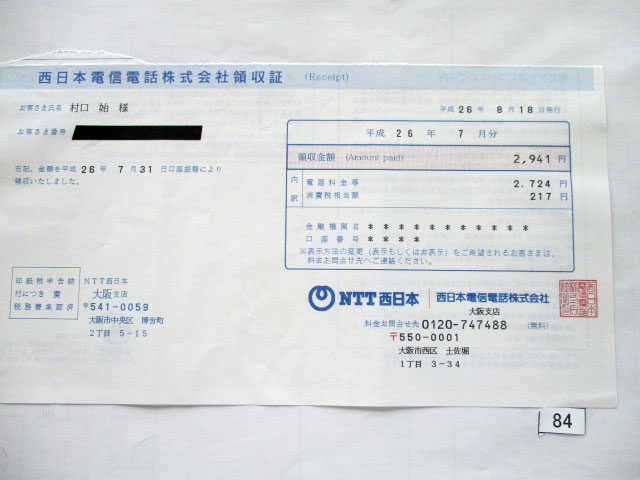 西日本電信電話株式会社領収証 (Receipt)
お客さま氏名 村口 始 様
お客さま番号
平成 26 年 8 月 18 日発行
右記、金額を平成 26 年 7 月 31 日口座振替により
領収いたしました。
平成 26 年 7 月分
領収金額 (Amount paid) 2,941 円
内訳
電話料金等 2,724 円
消費税相当額 217 円
金融機関名 * * * * * * * * * * *
口座番号 * * * *
※表示方法の変更(表示もしくは非表示)をご希望されるお客さまは、
料金お問合せ先へご連絡ください。
印紙税申告納
付につき 東
税務署承認済
NTT西日本
大阪支店
〒541-0059
大阪市中央区 博労町
2丁目 5-15
NTT西日本 西日本電信電話株式会社
大阪支店
料金お問合せ先 0120-747488 (無料)
〒550-0001
大阪市西区 土佐堀
1丁目 3-34
84